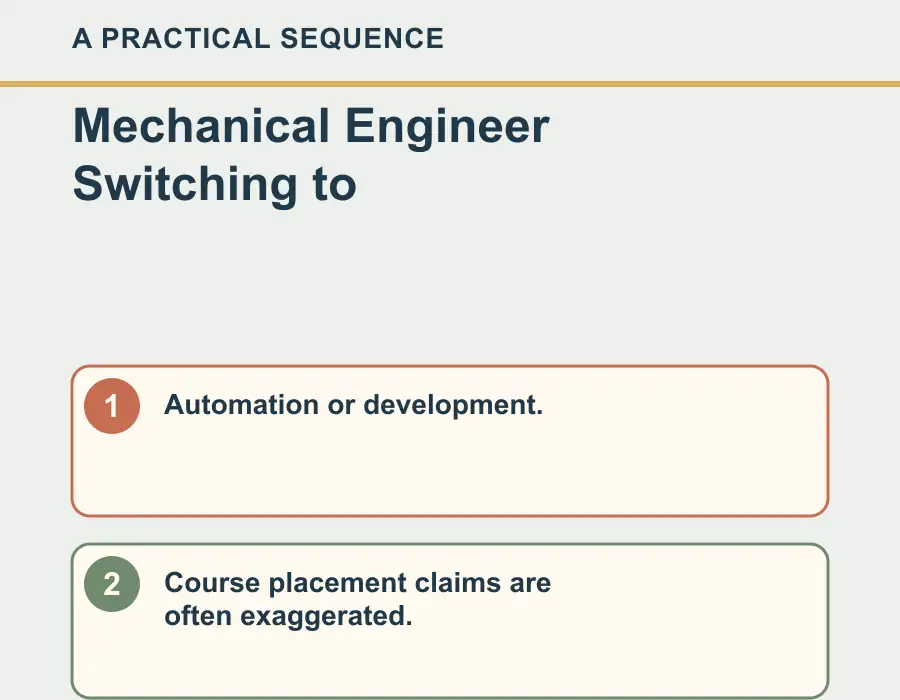 A PRACTICAL SEQUENCE
Mechanical Engineer
Switching to
1
Automation or development.
2
Course placement claims are
often exaggerated.